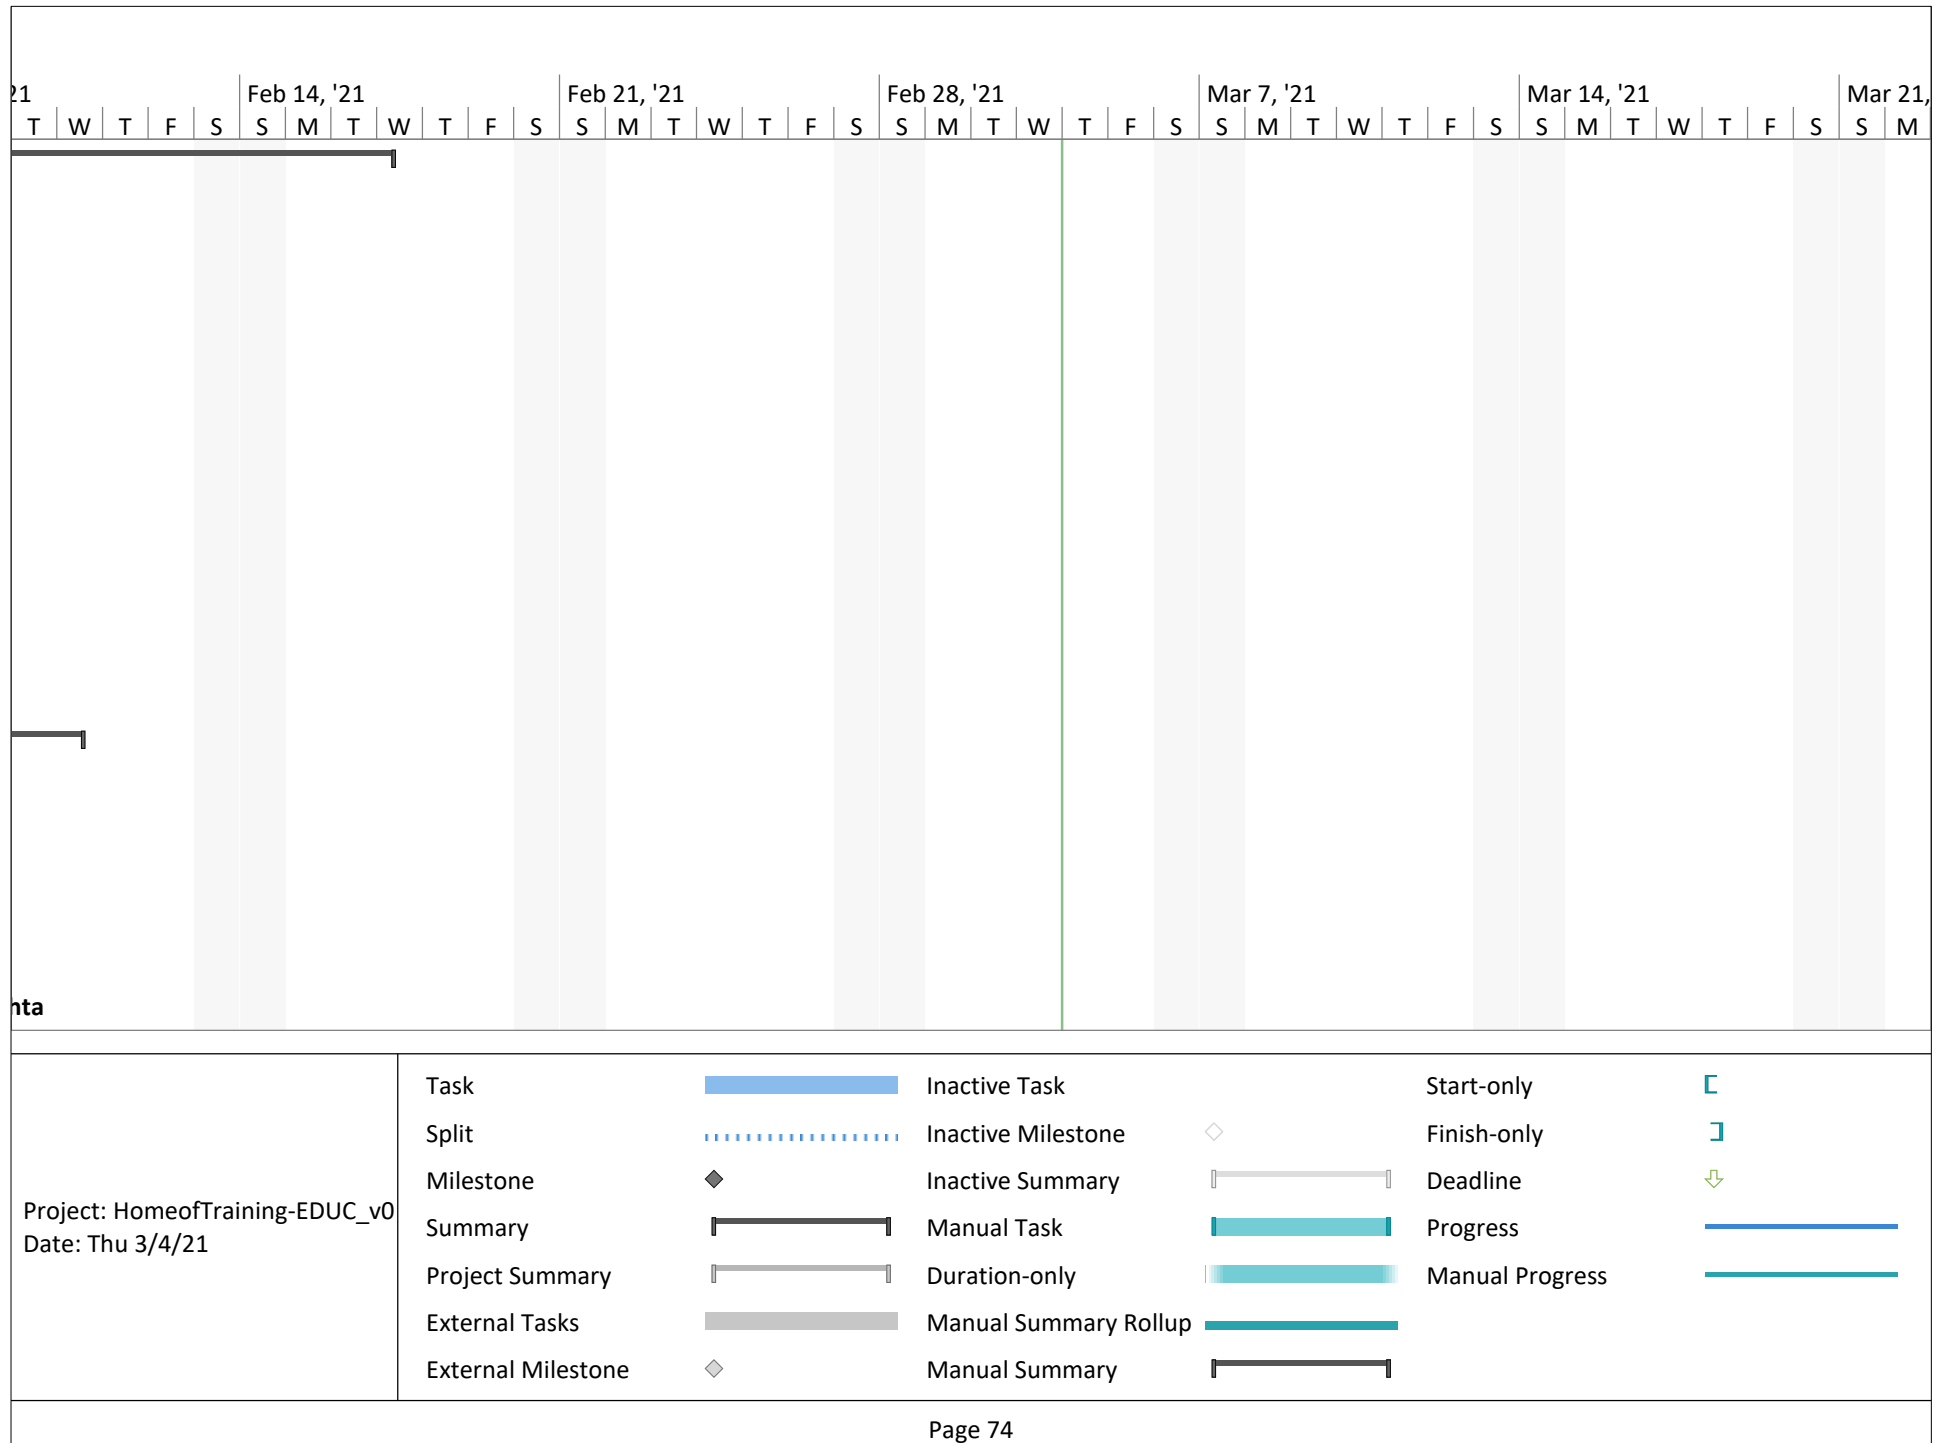 21 Feb 14, '21 Feb 21, '21 Feb 28, '21 Mar 7, '21 Mar 14, '21 Mar 21,
T W T F S S M T W T F S S M T W T F S S M T W T F S S M T W T F S S M T W T F S S M
nta
Project: HomeofTraining-EDUC_v0
Date: Thu 3/4/21
Task
Split
Milestone
Summary
Project Summary
External Tasks
External Milestone
Inactive Task
Inactive Milestone
Inactive Summary
Manual Task
Duration-only
Manual Summary Rollup
Manual Summary
Start-only
Finish-only
Deadline
Progress
Manual Progress
Page 74